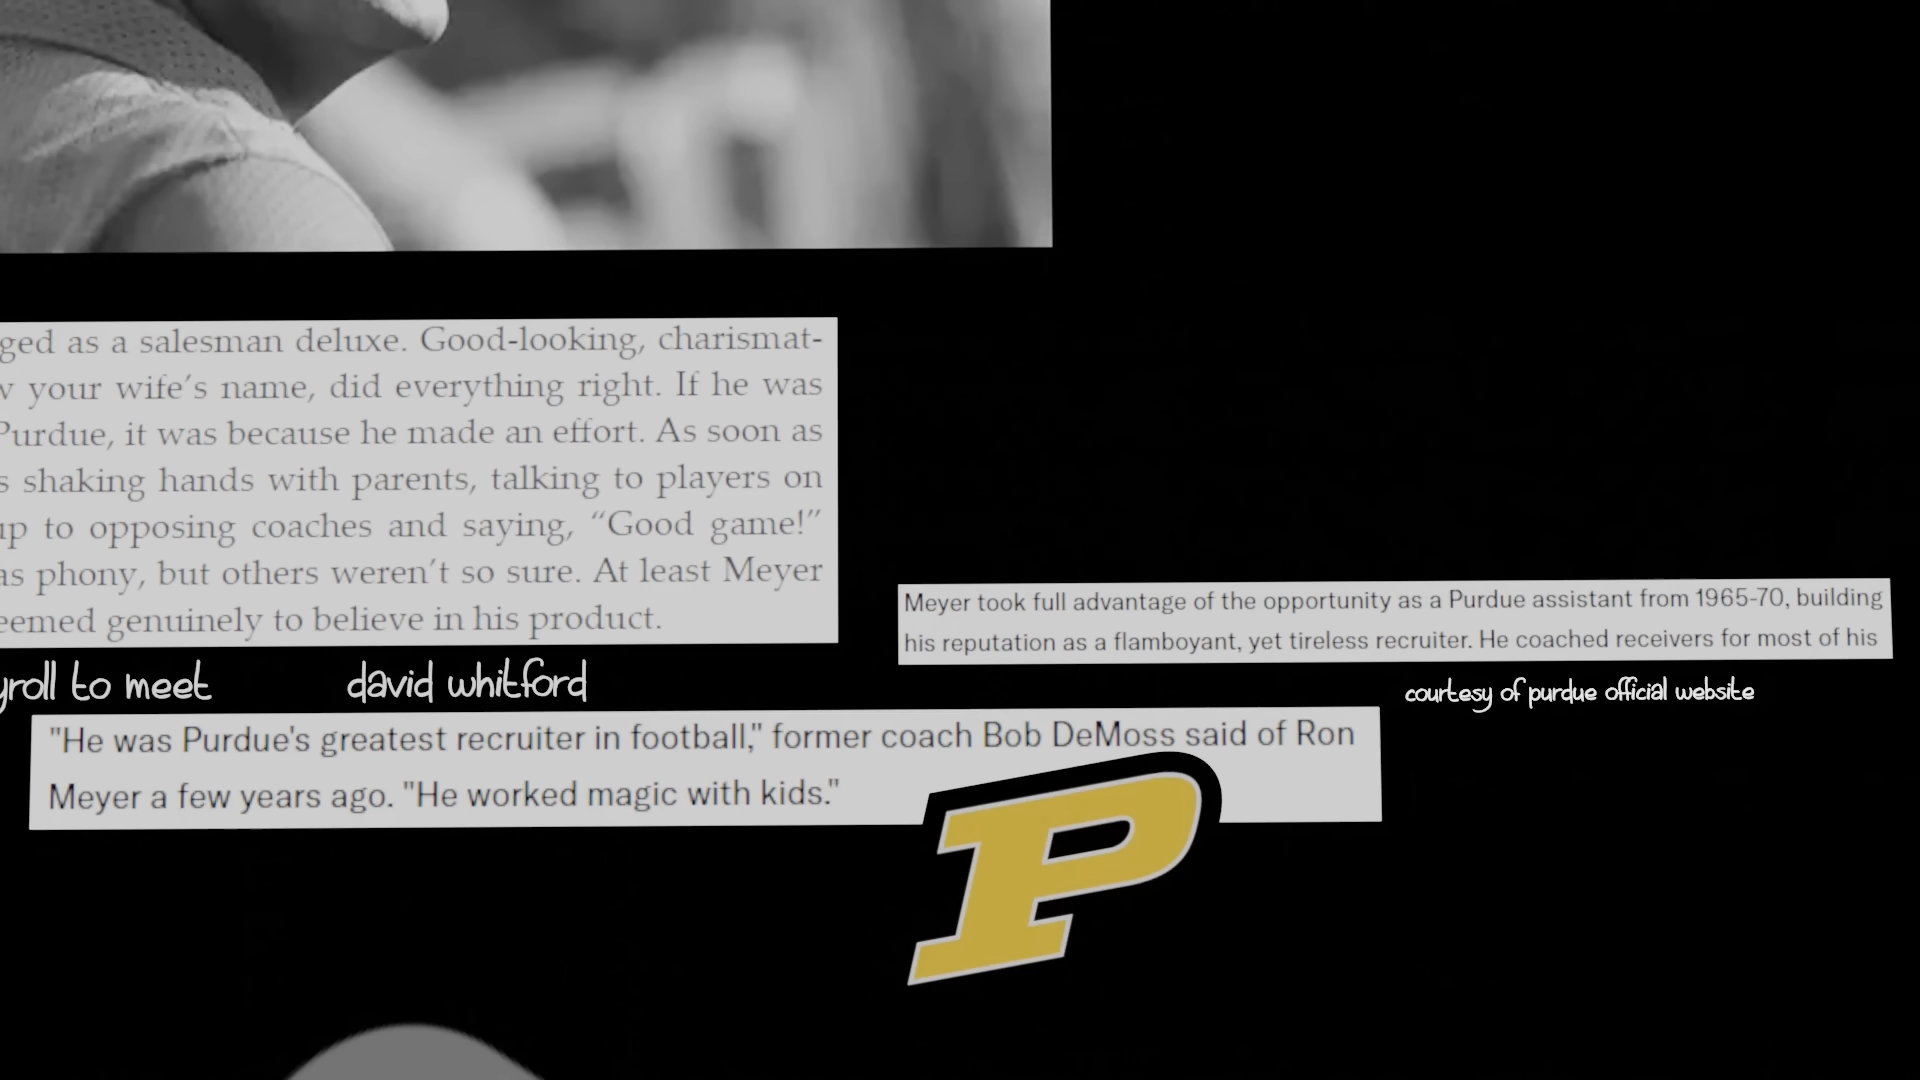 ged as a salesman deluxe. Good-looking, charismat-
your wife's name, did everything right. If he was
Purdue, it was because he made an effort. As soon as
shaking hands with parents, talking to players on
up to opposing coaches and saying, “Good game!”
as phony, but others weren't so sure. At least Meyer
eemed genuinely to believe in his product.
yroll to meet david whitford
Meyer took full advantage of the opportunity as a Purdue assistant from 1965-70, building
his reputation as a flamboyant, yet tireless recruiter. He coached receivers for most of his
courtesy of purdue official website
"He was Purdue's greatest recruiter in football," former coach Bob DeMoss said of Ron
Meyer a few years ago. "He worked magic with kids."
P